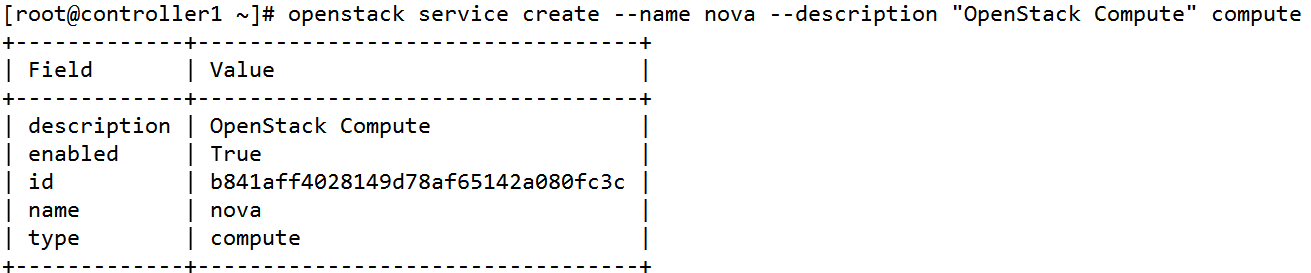 [root@controller1 ~]# openstack service create --name nova --description "OpenStack Compute" compute
+-------------+----------------------------------+
| Field       | Value                            |
+-------------+----------------------------------+
| description | OpenStack Compute                |
| enabled     | True                             |
| id          | b841aff4028149d78af65142a080fc3c |
| name        | nova                             |
| type        | compute                          |
+-------------+----------------------------------+